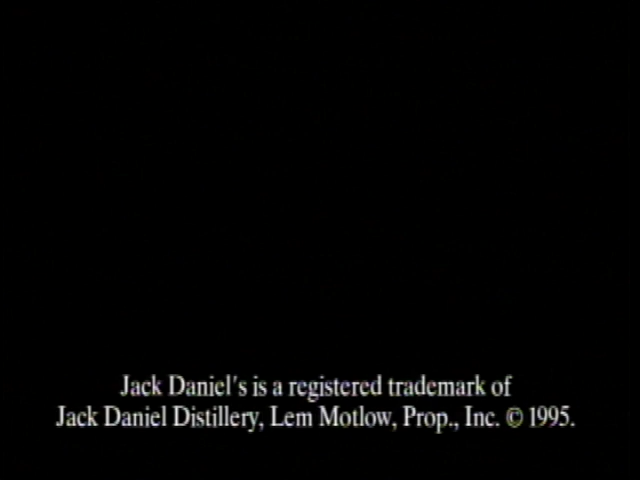 Jack Daniel's is a registered trademark of
Jack Daniel Distillery, Lem Motlow, Prop., Inc. © 1995.